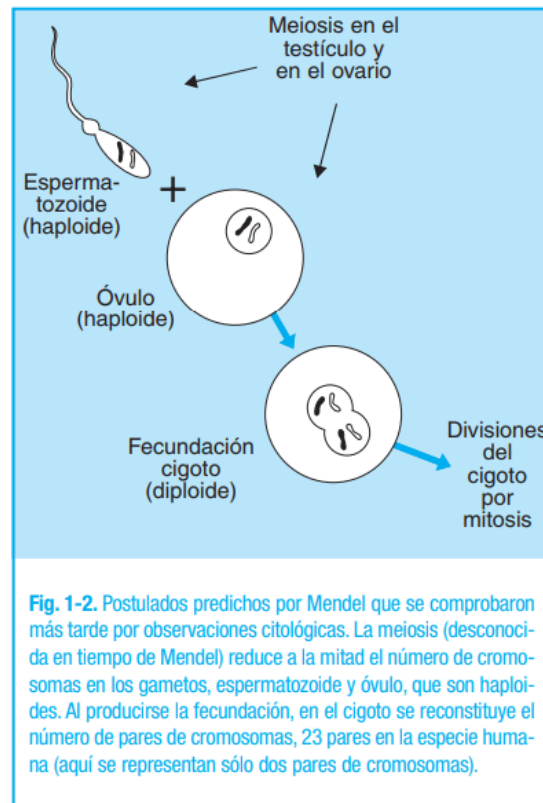 Meiosis en el
testículo y
en el ovario
Esperma-
tozoide
(haploide)
+
Óvulo
(haploide)
Fecundación
cigoto
(diploide)
Divisiones
del
cigoto
por
mitosis
Fig. 1-2. Postulados predichos por Mendel que se comprobaron
más tarde por observaciones citológicas. La meiosis (desconoci-
da en tiempo de Mendel) reduce a la mitad el número de cromo-
somas en los gametos, espermatozoide y óvulo, que son haploi-
des. Al producirse la fecundación, en el cigoto se reconstituye el
número de pares de cromosomas, 23 pares en la especie huma-
na (aquí se representan sólo dos pares de cromosomas).